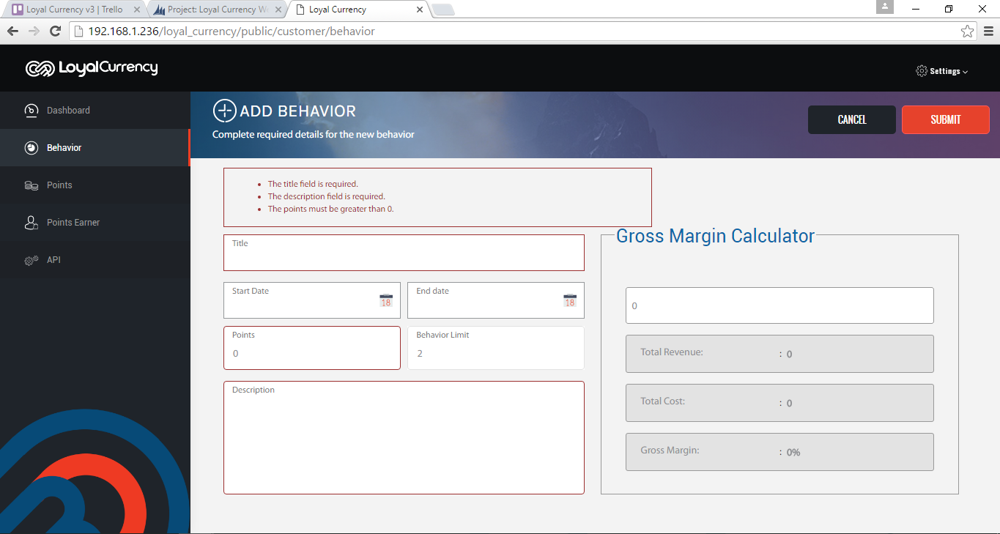 Loyal Currency v3 | Trello
Project: Loyal Currency W
Loyal Currency
192.168.1.236/loyal_currency/public/customer/behavior
LoyalCurrency
Settings
Dashboard
Behavior
Points
Points Earner
API
ADD BEHAVIOR
Complete required details for the new behavior
CANCEL
SUBMIT
The title field is required.
The description field is required.
The points must be greater than 0.
Title
Start Date
18
End date
18
Points
0
Behavior Limit
2
Description
Gross Margin Calculator
0
Total Revenue: : 0
Total Cost: : 0
Gross Margin: : 0%